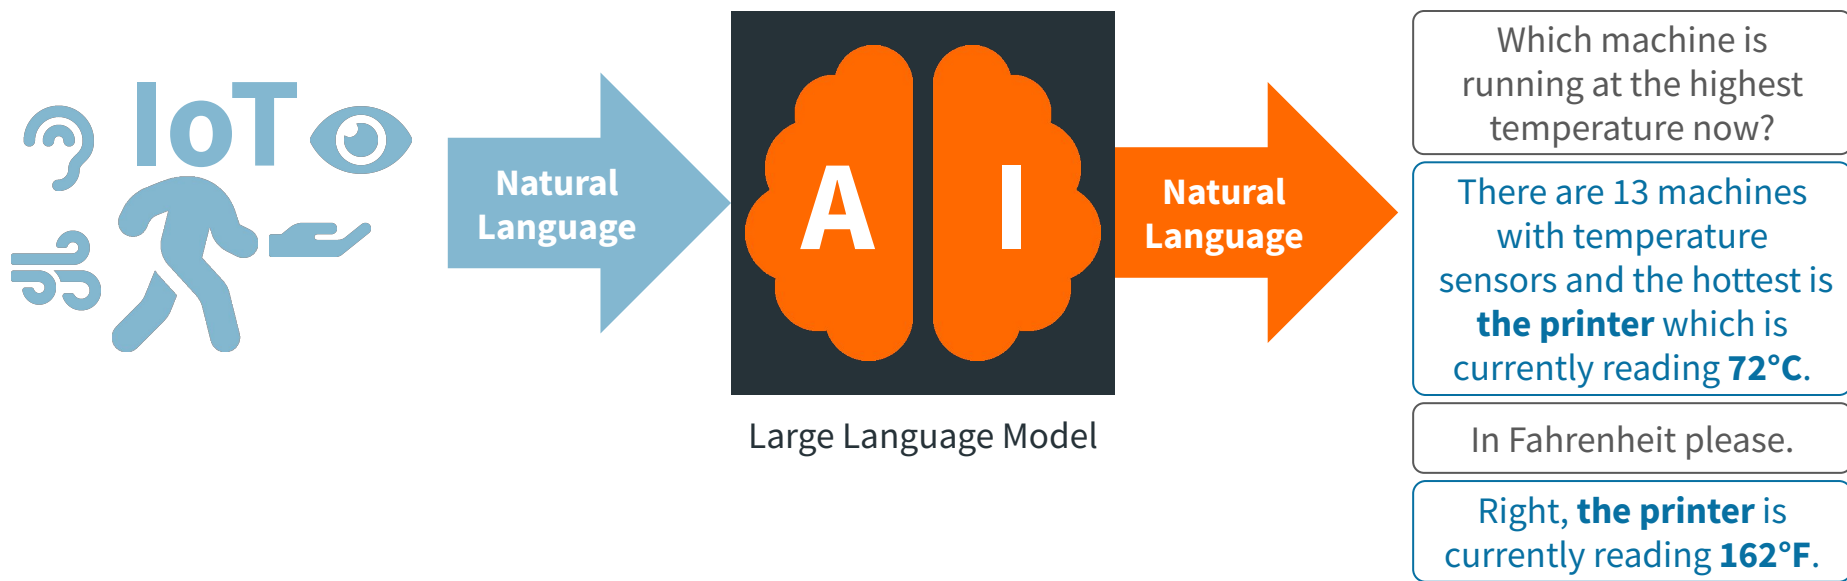 IoT
Natural
Language
A I
Large Language Model
Natural
Language
Which machine is
running at the highest
temperature now?
There are 13 machines
with temperature
sensors and the hottest is
the printer which is
currently reading 72°C.
In Fahrenheit please.
Right, the printer is
currently reading 162°F.